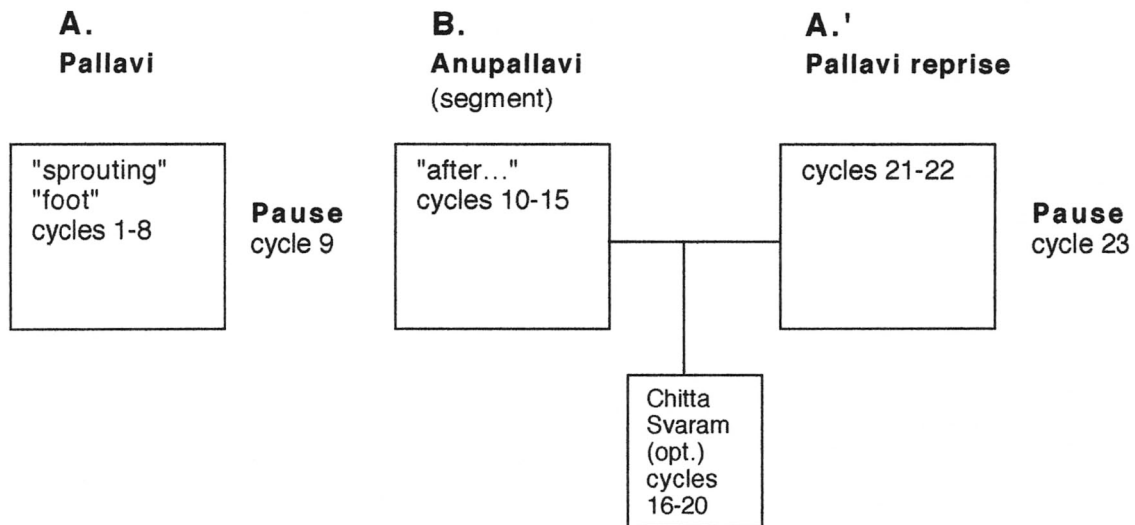 A.
Pallavi
"sprouting"
"foot"
cycles 1-8
Pause
cycle 9
B.
Anupallavi
(segment)
"after..."
cycles 10-15
Chitta
Svaram
(opt.)
cycles
16-20
A.'
Pallavi reprise
cycles 21-22
Pause
cycle 23